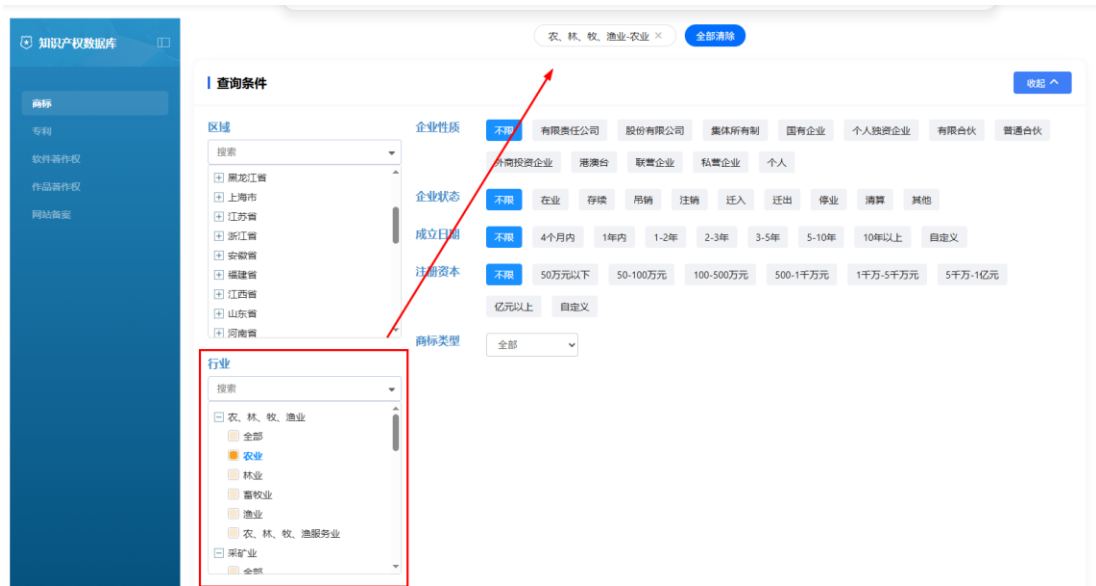 知识产权数据库
商标
专利
软件著作权
作品著作权
网站备案
农、林、牧、渔业-农业 ×
全部清除
查询条件
收起
区域
搜索
黑龙江省
上海市
江苏省
浙江省
安徽省
福建省
江西省
山东省
河南省
行业
搜索
农、林、牧、渔业
全部
农业
林业
畜牧业
渔业
农、林、牧、渔服务业
采矿业
全部
企业性质 不限 有限责任公司 股份有限公司 集体所有制 国有企业 个人独资企业 有限合伙 普通合伙
外商投资企业 港澳台 联营企业 私营企业 个人
企业状态 不限 在业 存续 吊销 注销 迁入 迁出 停业 清算 其他
成立日期 不限 4个月内 1年内 1-2年 2-3年 3-5年 5-10年 10年以上 自定义
注册资本 不限 50万元以下 50-100万元 100-500万元 500-1千万元 1千万-5千万元 5千万-1亿元
亿元以上 自定义
商标类型 全部